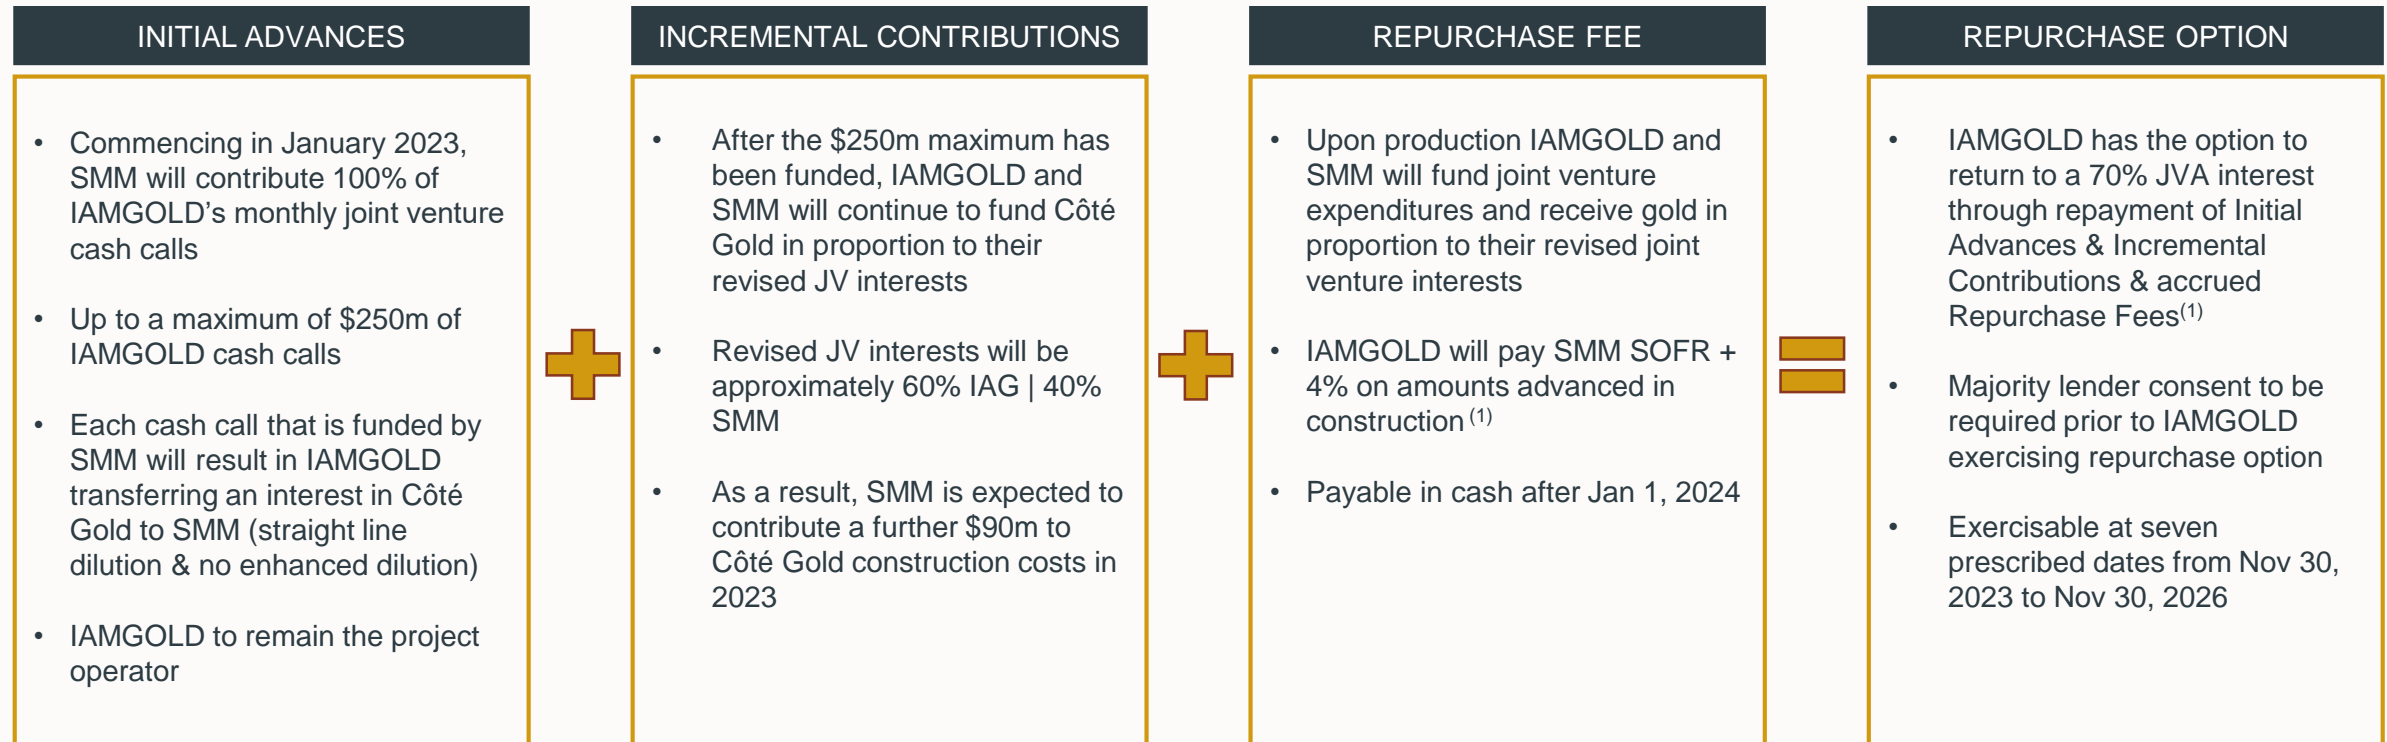 INITIAL ADVANCES
• Commencing in January 2023,
SMM will contribute 100% of
IAMGOLD’s monthly joint venture
cash calls
• Up to a maximum of $250m of
IAMGOLD cash calls
• Each cash call that is funded by
SMM will result in IAMGOLD
transferring an interest in Côté
Gold to SMM (straight line
dilution & no enhanced dilution)
• IAMGOLD to remain the project
operator
INCREMENTAL CONTRIBUTIONS
• After the $250m maximum has
been funded, IAMGOLD and
SMM will continue to fund Côté
Gold in proportion to their
revised JV interests
• Revised JV interests will be
approximately 60% IAG | 40%
SMM
• As a result, SMM is expected to
contribute a further $90m to
Côté Gold construction costs in
2023
REPURCHASE FEE
• Upon production IAMGOLD and
SMM will fund joint venture
expenditures and receive gold in
proportion to their revised joint
venture interests
• IAMGOLD will pay SMM SOFR +
4% on amounts advanced in
construction (1)
• Payable in cash after Jan 1, 2024
REPURCHASE OPTION
• IAMGOLD has the option to
return to a 70% JVA interest
through repayment of Initial
Advances & Incremental
Contributions & accrued
Repurchase Fees(1)
• Majority lender consent to be
required prior to IAMGOLD
exercising repurchase option
• Exercisable at seven
prescribed dates from Nov 30,
2023 to Nov 30, 2026